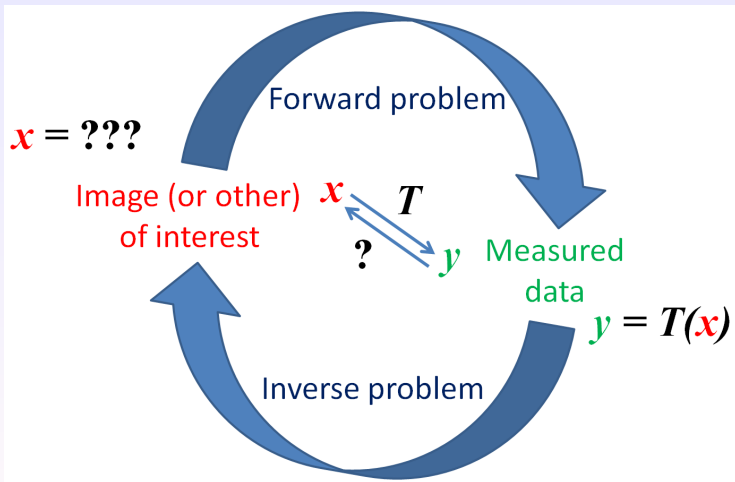 Forward problem
x = ???
Image (or other)
of interest
x
T
?
y
Measured
data
y = T(x)
Inverse problem